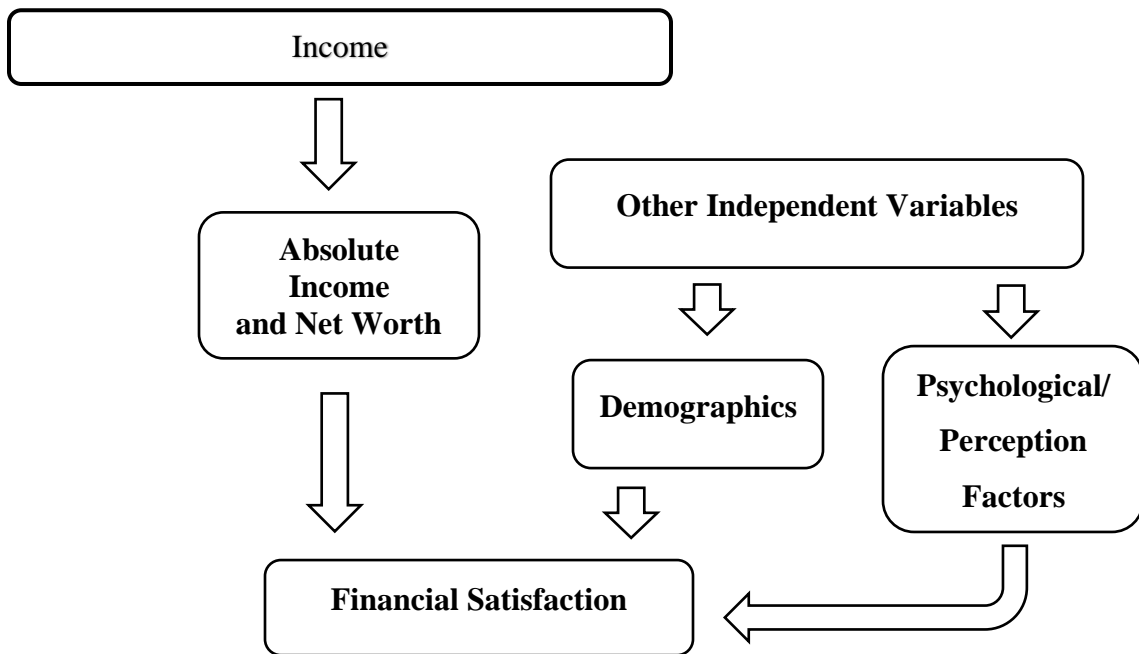 Income
Other Independent Variables
Absolute
Income
and Net Worth
Demographics
Psychological/
Perception
Factors
Financial Satisfaction